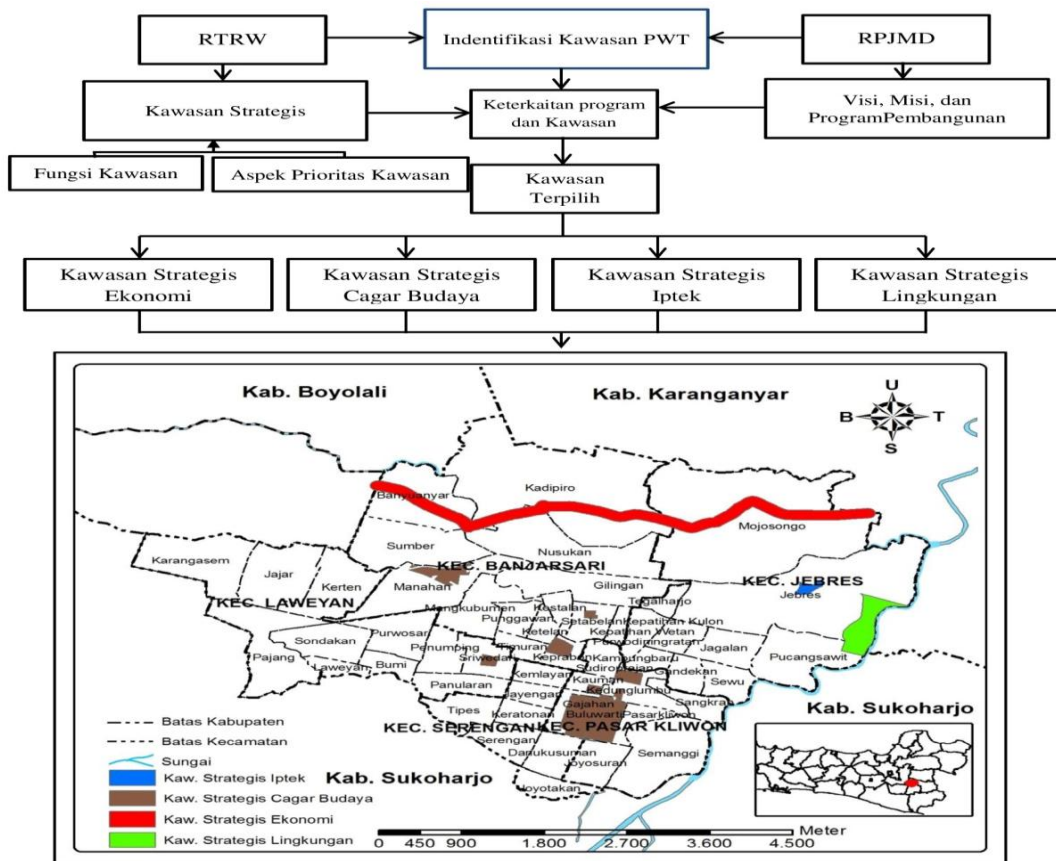 RTRW
Indentifikasi Kawasan PWT
RPJMD
Kawasan Strategis
Keterkaitan program
dan Kawasan
Visi, Misi, dan
ProgramPembangunan
Fungsi Kawasan
Aspek Prioritas Kawasan
Kawasan
Terpilih
Kawasan Strategis
Ekonomi
Kawasan Strategis
Cagar Budaya
Kawasan Strategis
Iptek
Kawasan Strategis
Lingkungan
Kab. Boyolali
Kab. Karanganyar
U
B
T
S
Banyuanyar
Kadipiro
Mojosongo
Sumber
Nusukan
Karangasem
Jajar
Kerten
KEC. BANJARSARI
Manahan
Gilingan
KEC. JEBRES
Jebres
KEC. LAWEYAN
Mangkubumen
Kestalan
Tegalharjo
Punggawan
Setabelan
Kepatihan Kulon
Ketelan
Kepatihan Wetan
Purwodiningratan
Sondakan
Purwosar
Penumping
Timuran
Jagalan
Pucangsawit
Pajang
Laweyan
Bumi
Sriwedari
Keprabon
Kampungbaru
Sudiroprajan
Gandekan
Sewu
Kemlayan
Kauman
Kedunglumbu
Panularan
Jayengan
Gajahan
Sangkrah
Tipes
Keratonan
Buluwarti
Pasarkliwon
KEC. SERENGAN
KEC. PASAR KLIWON
Serengan
Danukusuman
Joyosuran
Semanggi
Joyotakan
Kab. Sukoharjo
Kab. Sukoharjo
Batas Kabupaten
Batas Kecamatan
Sungai
Kaw. Strategis Iptek
Kaw. Strategis Cagar Budaya
Kaw. Strategis Ekonomi
Kaw. Strategis Lingkungan
Meter
0 450 900 1.800 2.700 3.600 4.500